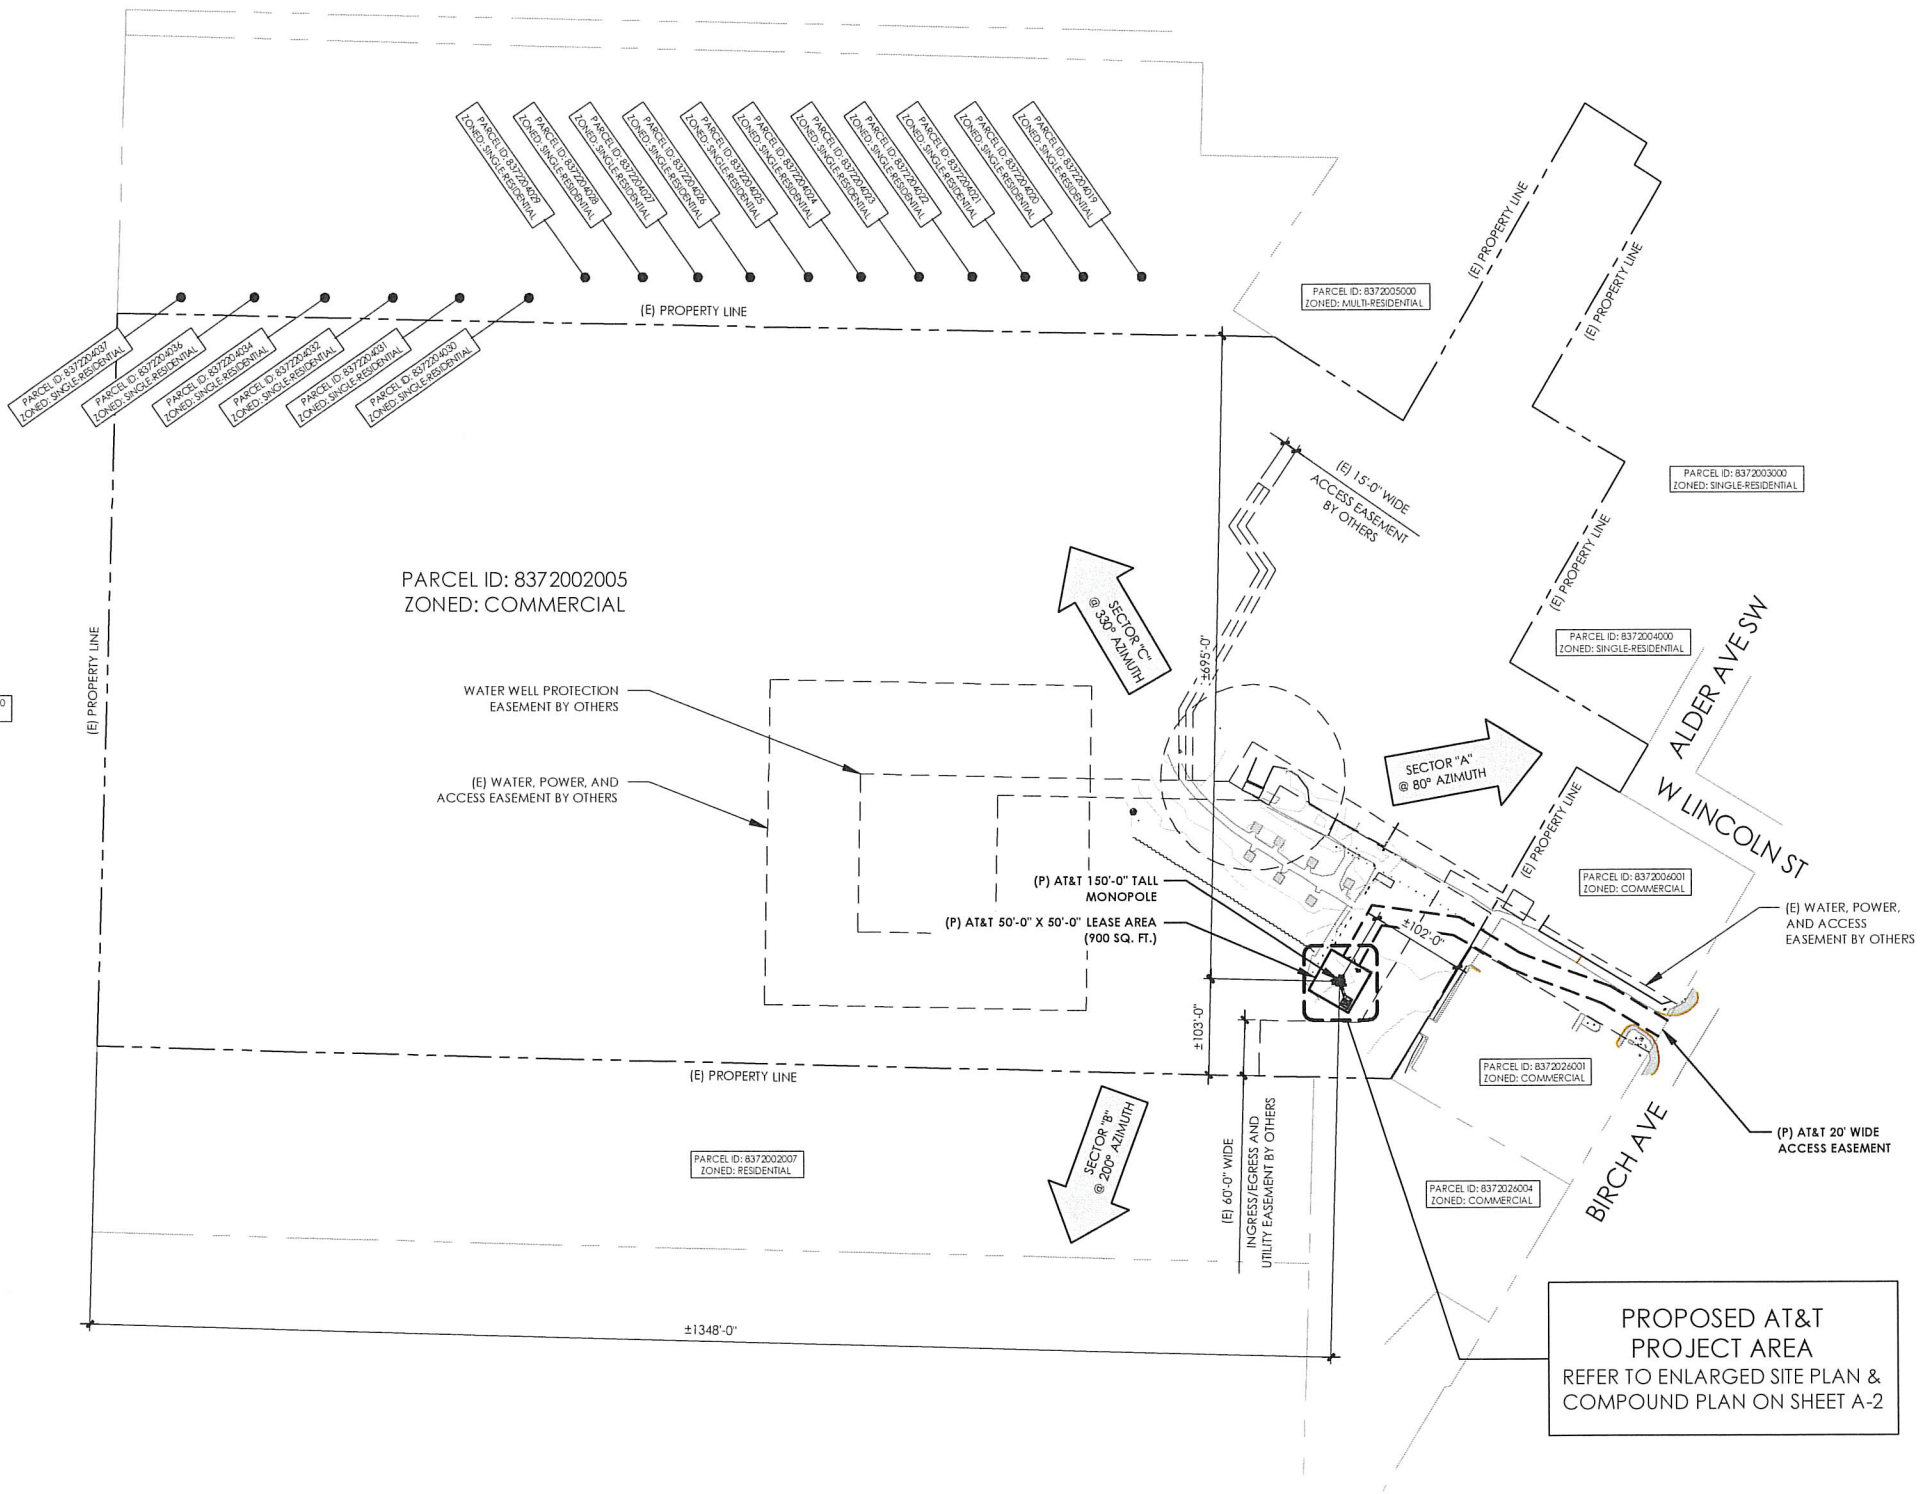 PARCEL ID: 8372204029
ZONED: SINGLE-RESIDENTIAL
PARCEL ID: 8372204028
ZONED: SINGLE-RESIDENTIAL
PARCEL ID: 8372204027
ZONED: SINGLE-RESIDENTIAL
PARCEL ID: 8372204026
ZONED: SINGLE-RESIDENTIAL
PARCEL ID: 8372204025
ZONED: SINGLE-RESIDENTIAL
PARCEL ID: 8372204024
ZONED: SINGLE-RESIDENTIAL
PARCEL ID: 8372204023
ZONED: SINGLE-RESIDENTIAL
PARCEL ID: 8372204022
ZONED: SINGLE-RESIDENTIAL
PARCEL ID: 8372204021
ZONED: SINGLE-RESIDENTIAL
PARCEL ID: 8372204020
ZONED: SINGLE-RESIDENTIAL
PARCEL ID: 8372204019
ZONED: SINGLE-RESIDENTIAL
(E) PROPERTY LINE
(E) PROPERTY LINE
PARCEL ID: 8372005000
ZONED: MULTI-RESIDENTIAL
(E) PROPERTY LINE
PARCEL ID: 8372204037
ZONED: SINGLE-RESIDENTIAL
PARCEL ID: 8372204036
ZONED: SINGLE-RESIDENTIAL
PARCEL ID: 8372204034
ZONED: SINGLE-RESIDENTIAL
PARCEL ID: 8372204032
ZONED: SINGLE-RESIDENTIAL
PARCEL ID: 8372204031
ZONED: SINGLE-RESIDENTIAL
PARCEL ID: 8372204030
ZONED: SINGLE-RESIDENTIAL
(E) 15'-0" WIDE
ACCESS EASEMENT
BY OTHERS
PARCEL ID: 8372003000
ZONED: SINGLE-RESIDENTIAL
(E) PROPERTY LINE
PARCEL ID: 8372002005
ZONED: COMMERCIAL
SECTOR "C"
@ 330° AZIMUTH
±695'-0"
PARCEL ID: 8372004000
ZONED: SINGLE-RESIDENTIAL
ALDER AVE SW
(E) PROPERTY LINE
0
WATER WELL PROTECTION
EASEMENT BY OTHERS
SECTOR "A"
@ 80° AZIMUTH
W LINCOLN ST
(E) WATER, POWER, AND
ACCESS EASEMENT BY OTHERS
(E) PROPERTY LINE
(P) AT&T 150'-0" TALL
MONOPOLE
PARCEL ID: 8372006001
ZONED: COMMERCIAL
(P) AT&T 50'-0" X 50'-0" LEASE AREA
(900 SQ. FT.)
±102'-0"
(E) WATER, POWER,
AND ACCESS
EASEMENT BY OTHERS
±103'-0"
(E) PROPERTY LINE
PARCEL ID: 8372026001
ZONED: COMMERCIAL
SECTOR "B"
@ 200° AZIMUTH
(E) 60'-0" WIDE
INGRESS/EGRESS AND
UTILITY EASEMENT BY OTHERS
(P) AT&T 20' WIDE
ACCESS EASEMENT
PARCEL ID: 8372002007
ZONED: RESIDENTIAL
PARCEL ID: 8372026004
ZONED: COMMERCIAL
BIRCH AVE
±1348'-0"
PROPOSED AT&T
PROJECT AREA
REFER TO ENLARGED SITE PLAN &
COMPOUND PLAN ON SHEET A-2